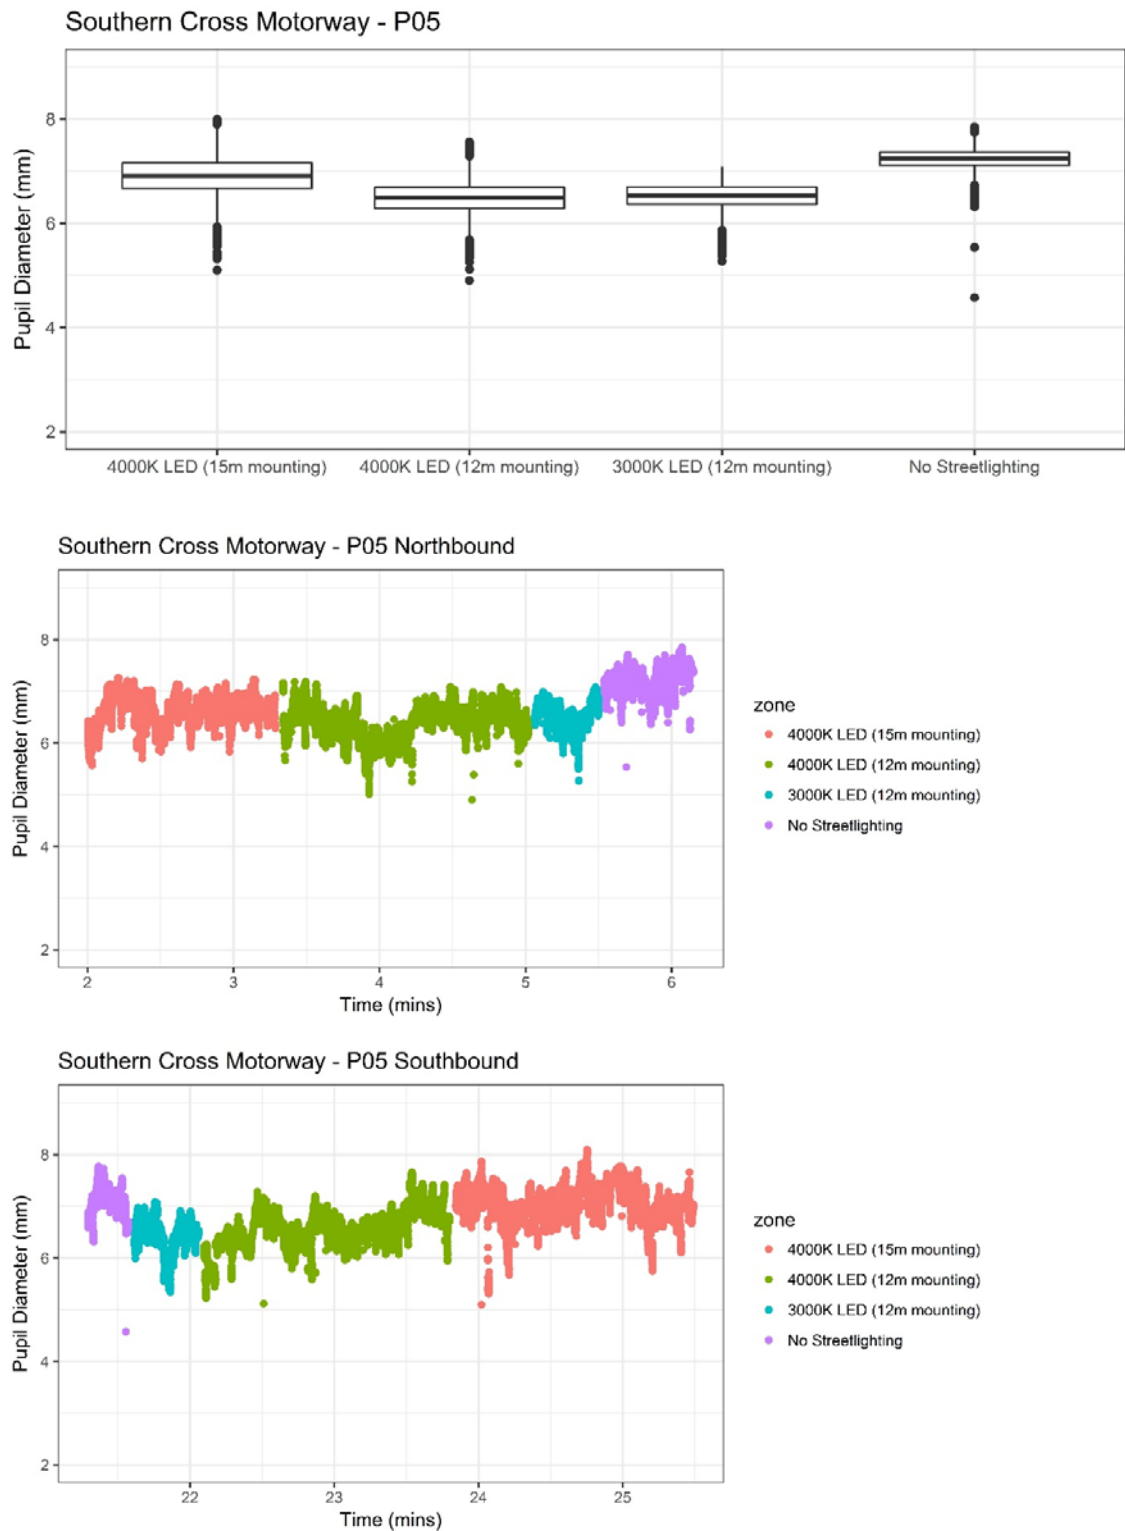 Southern Cross Motorway - P05
Pupil Diameter (mm)
8
6
4
2
4000K LED (15m mounting) 4000K LED (12m mounting) 3000K LED (12m mounting) No Streetlighting
Southern Cross Motorway - P05 Northbound
Pupil Diameter (mm)
8
6
4
2
2 3 4 5 6
Time (mins)
zone
4000K LED (15m mounting)
4000K LED (12m mounting)
3000K LED (12m mounting)
No Streetlighting
Southern Cross Motorway - P05 Southbound
Pupil Diameter (mm)
8
6
4
2
22 23 24 25
Time (mins)
zone
4000K LED (15m mounting)
4000K LED (12m mounting)
3000K LED (12m mounting)
No Streetlighting